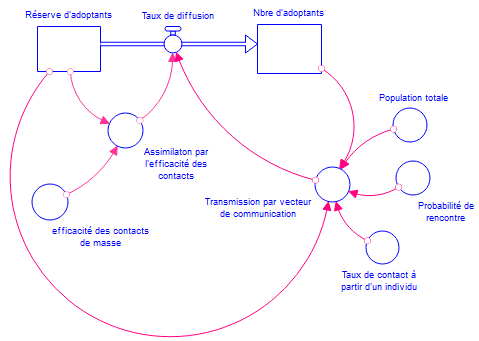 Réserve d'adoptants
Taux de diffusion
Nbre d'adoptants
Population totale
Assimilaton par
l'efficacité des
contacts
Transmission par vecteur
de communication
Probabilité de
rencontre
efficacité des contacts
de masse
Taux de contact à
partir d'un individu